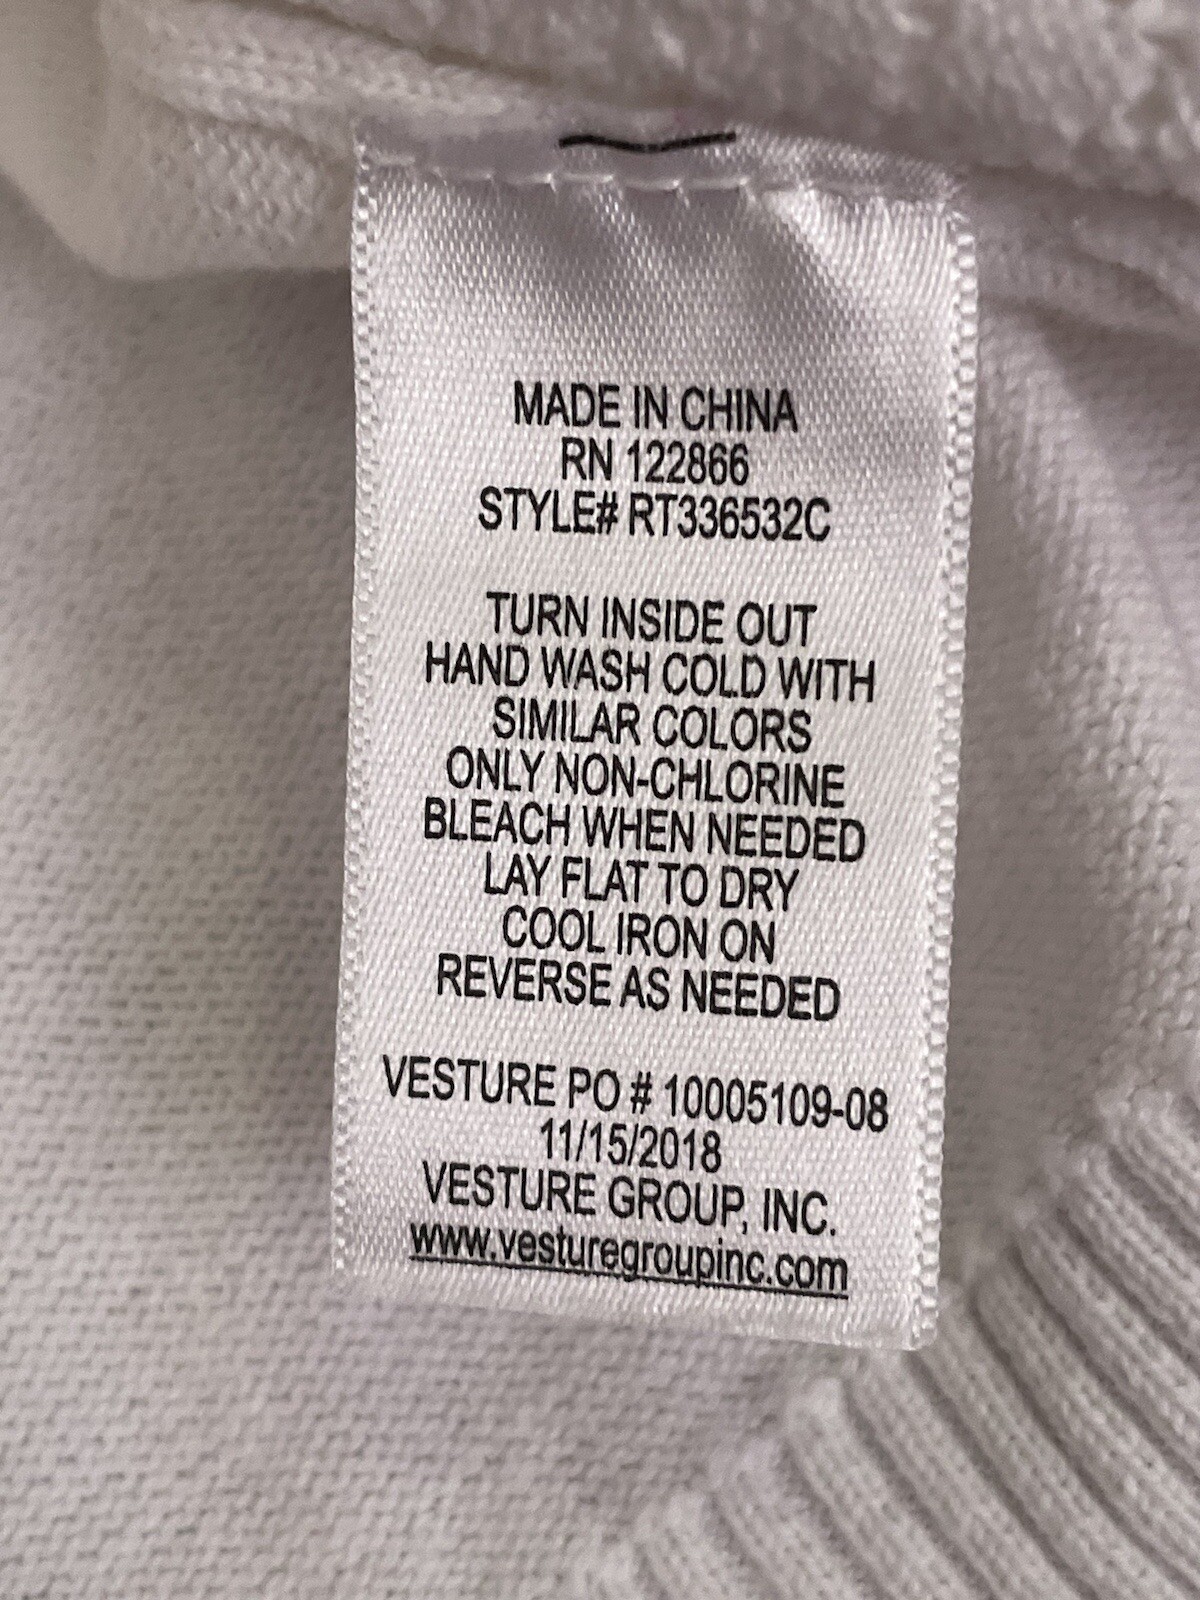 MADE IN CHINA
RN 122866
STYLE# RT336532C
TURN INSIDE OUT
HAND WASH COLD WITH
SIMILAR COLORS
ONLY NON-CHLORINE
BLEACH WHEN NEEDED
LAY FLAT TO DRY
COOL IRON ON
REVERSE AS NEEDED
VESTURE PO # 10005109-08
11/15/2018
VESTURE GROUP, INC.
www.vesturegroupinc.com